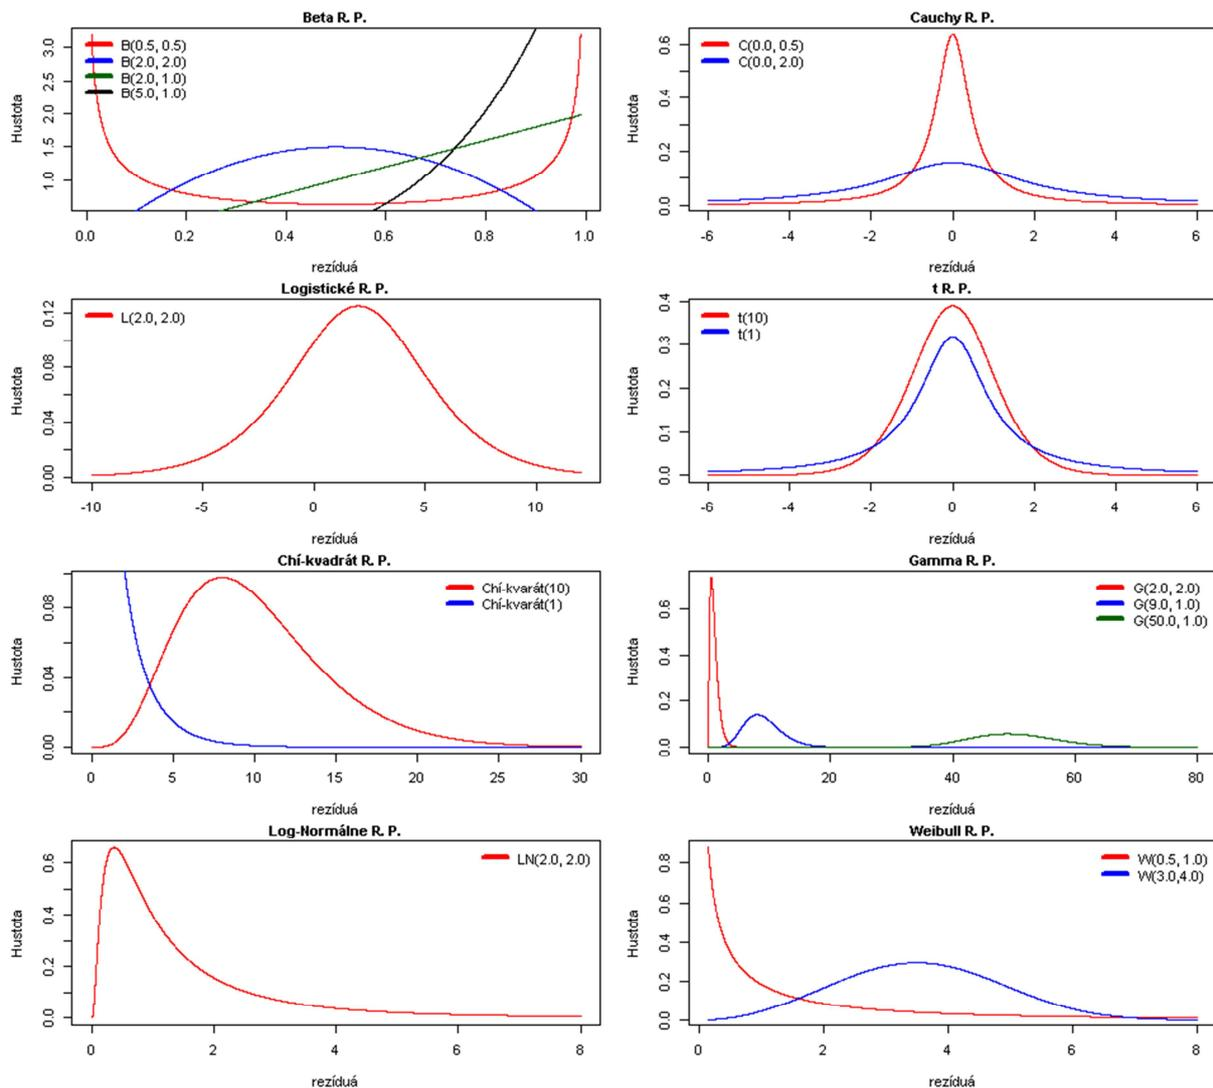 Beta R. P.
B(0.5, 0.5)
B(2.0, 2.0)
B(2.0, 1.0)
B(5.0, 1.0)
Hustota
1.0 1.5 2.0 2.5 3.0
0.0 0.2 0.4 0.6 0.8 1.0
rezíduá
Cauchy R. P.
C(0.0, 0.5)
C(0.0, 2.0)
Hustota
0.0 0.2 0.4 0.6
-6 -4 -2 0 2 4 6
rezíduá
Logistické R. P.
L(2.0, 2.0)
Hustota
0.00 0.04 0.08 0.12
-10 -5 0 5 10
rezíduá
t R. P.
t(10)
t(1)
Hustota
0.0 0.1 0.2 0.3 0.4
-6 -4 -2 0 2 4 6
rezíduá
Chí-kvadrát R. P.
Chí-kvarát(10)
Chí-kvarát(1)
Hustota
0.00 0.04 0.08
0 5 10 15 20 25 30
rezíduá
Gamma R. P.
G(2.0, 2.0)
G(9.0, 1.0)
G(50.0, 1.0)
Hustota
0.0 0.2 0.4 0.6
0 20 40 60 80
rezíduá
Log-Normálne R. P.
LN(2.0, 2.0)
Hustota
0.0 0.2 0.4 0.6
0 2 4 6 8
rezíduá
Weibull R. P.
W(0.5, 1.0)
W(3.0,4.0)
Hustota
0.0 0.2 0.4 0.6 0.8
0 2 4 6 8
rezíduá